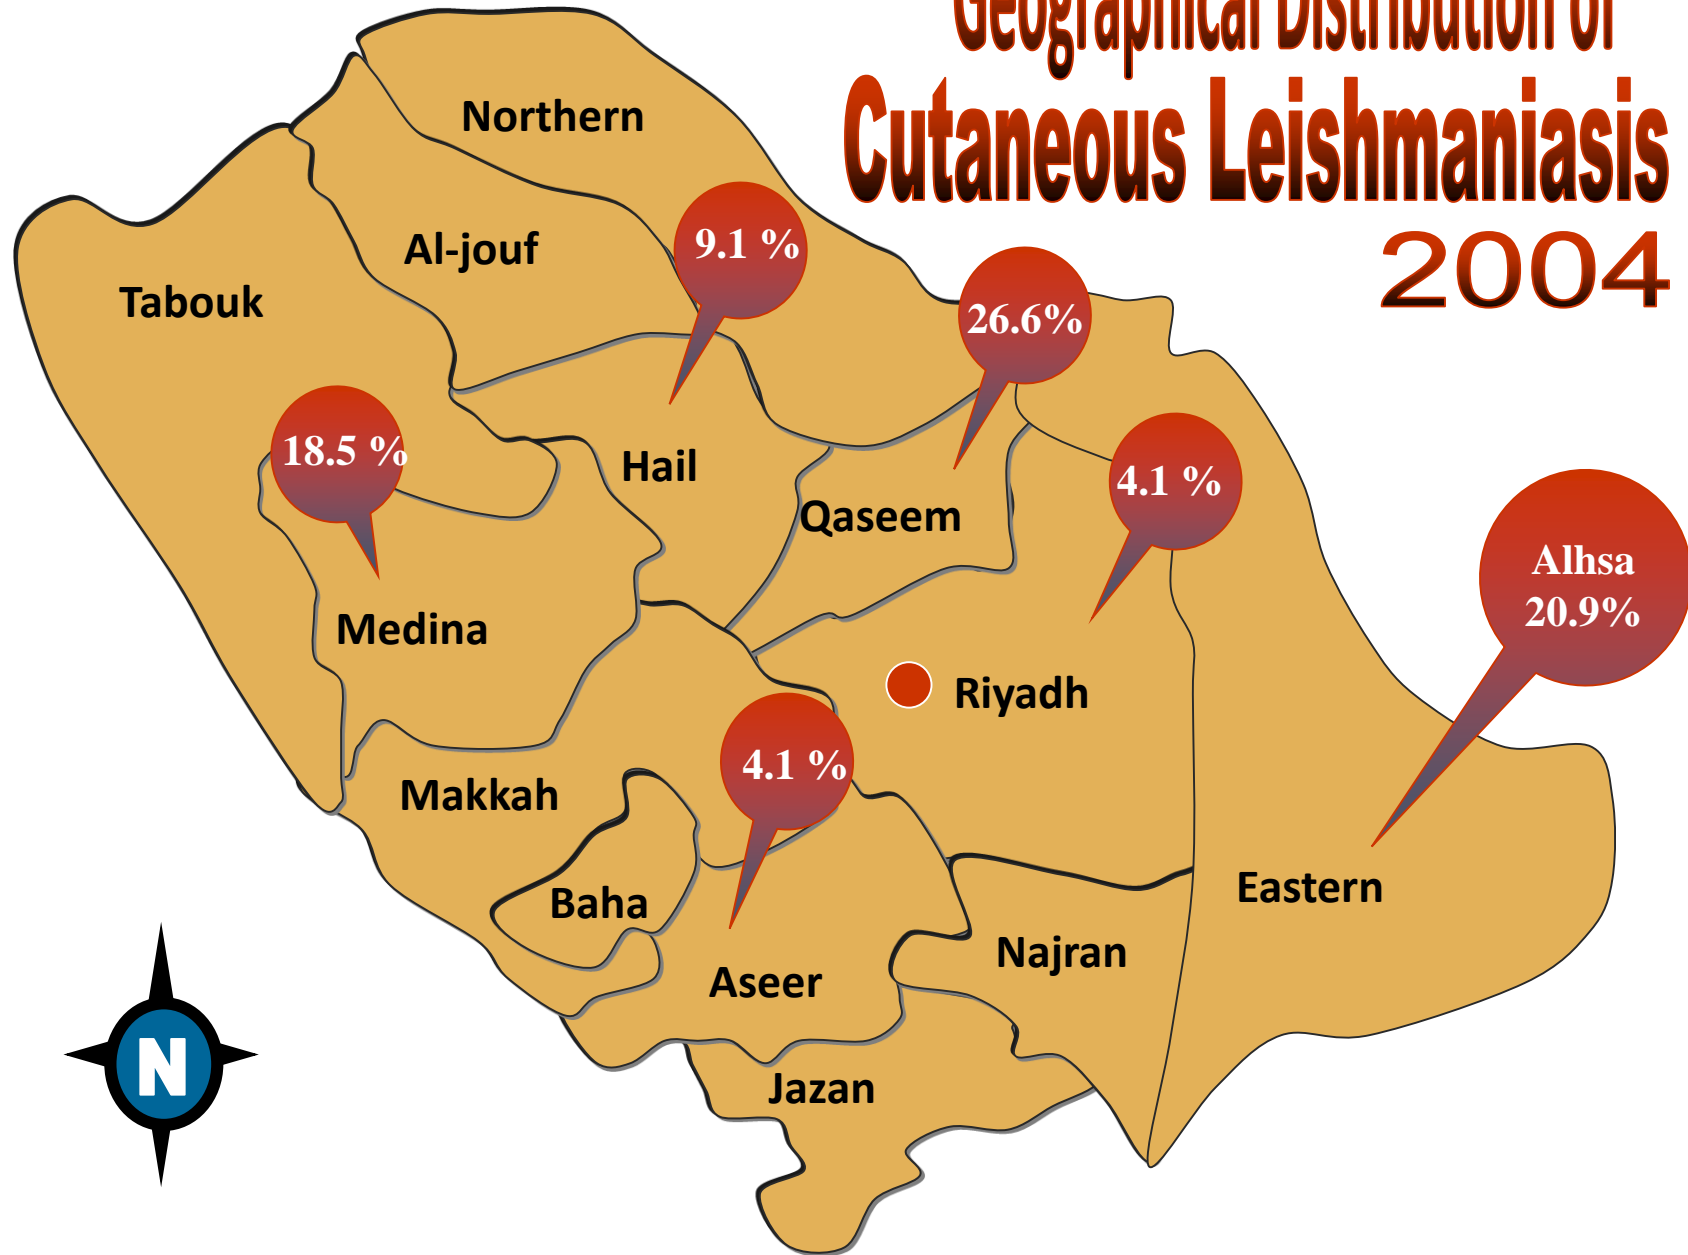 Geographical Distribution of
Cutaneous Leishmaniasis
2004
Northern
Al-jouf
9.1 %
Tabouk
26.6%
18.5 %
Hail
4.1 %
Qaseem
Alhsa
20.9%
Medina
Riyadh
4.1 %
Makkah
Baha
Eastern
Aseer
Najran
N
Jazan